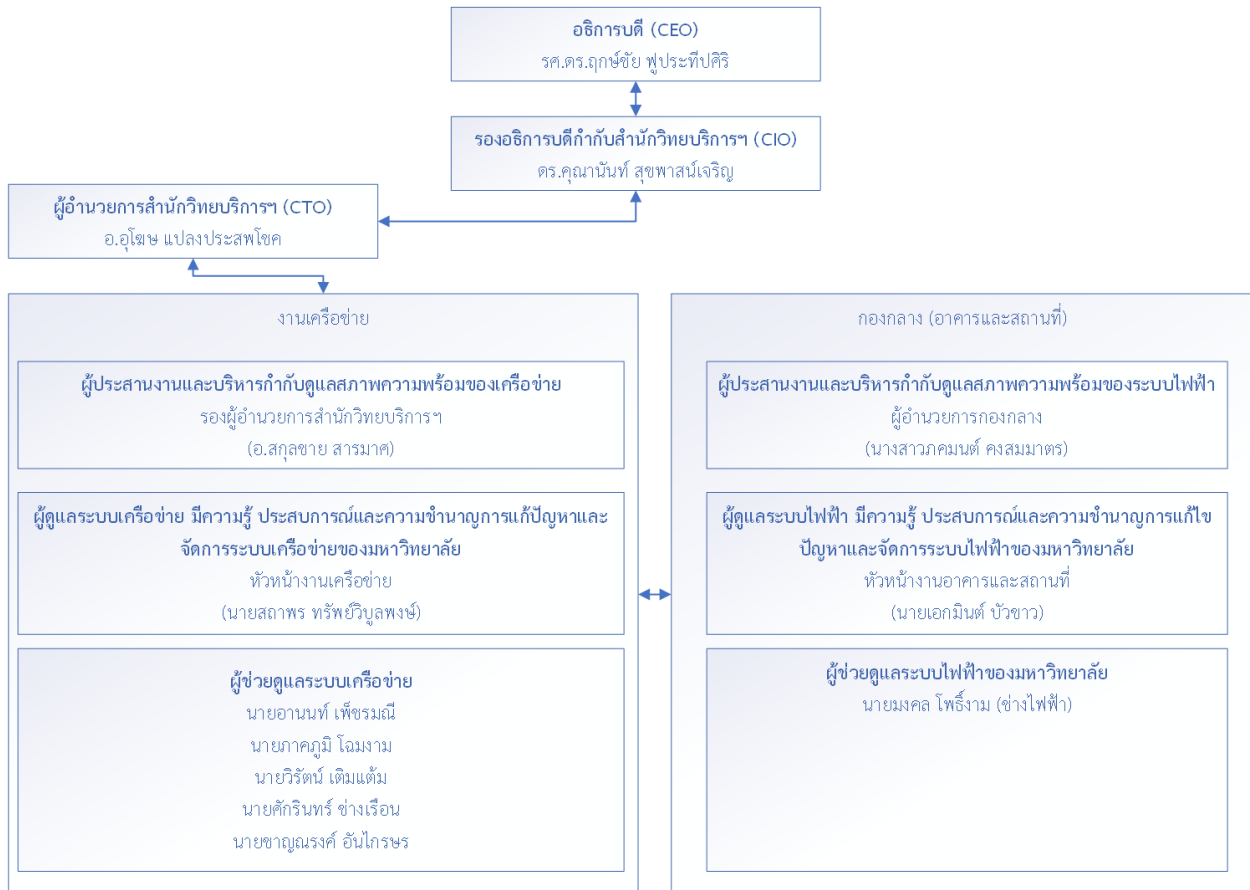 อธิการบดี (CEO)
รศ.ดร.ฤกษ์ชัย ฟูประทีปศิริ
รองอธิการบดีกำกับสำนักวิทยบริการฯ (CIO)
ดร.คุณานันท์ สุขพาสน์เจริญ
ผู้อำนวยการสำนักวิทยบริการฯ (CTO)
อ.อุโฆษ แปลงประสพโชค
งานเครือข่าย
ผู้ประสานงานและบริหารกำกับดูแลสภาพความพร้อมของเครือข่าย
รองผู้อำนวยการสำนักวิทยบริการฯ
(อ.สกุลชาย สารมาศ)
ผู้ดูแลระบบเครือข่าย มีความรู้ ประสบการณ์และความชำนาญการแก้ปัญหาและ
จัดการระบบเครือข่ายของมหาวิทยาลัย
หัวหน้างานเครือข่าย
(นายสถาพร ทรัพย์วิบูลพงษ์)
ผู้ช่วยดูแลระบบเครือข่าย
นายอานนท์ เพ็ชรมณี
นายภาคภูมิ โฉมงาม
นายวิรัตน์ เติมแต้ม
นายศักรินทร์ ช่างเรือน
นายชาญณรงค์ อันไกรษร
กองกลาง (อาคารและสถานที่)
ผู้ประสานงานและบริหารกำกับดูแลสภาพความพร้อมของระบบไฟฟ้า
ผู้อำนวยการกองกลาง
(นางสาวภคมนต์ คงสมมาตร)
ผู้ดูแลระบบไฟฟ้า มีความรู้ ประสบการณ์และความชำนาญการแก้ไข
ปัญหาและจัดการระบบไฟฟ้าของมหาวิทยาลัย
หัวหน้างานอาคารและสถานที่
(นายเอกมินต์ บัวขาว)
ผู้ช่วยดูแลระบบไฟฟ้าของมหาวิทยาลัย
นายมงคล โพธิ์งาม (ช่างไฟฟ้า)